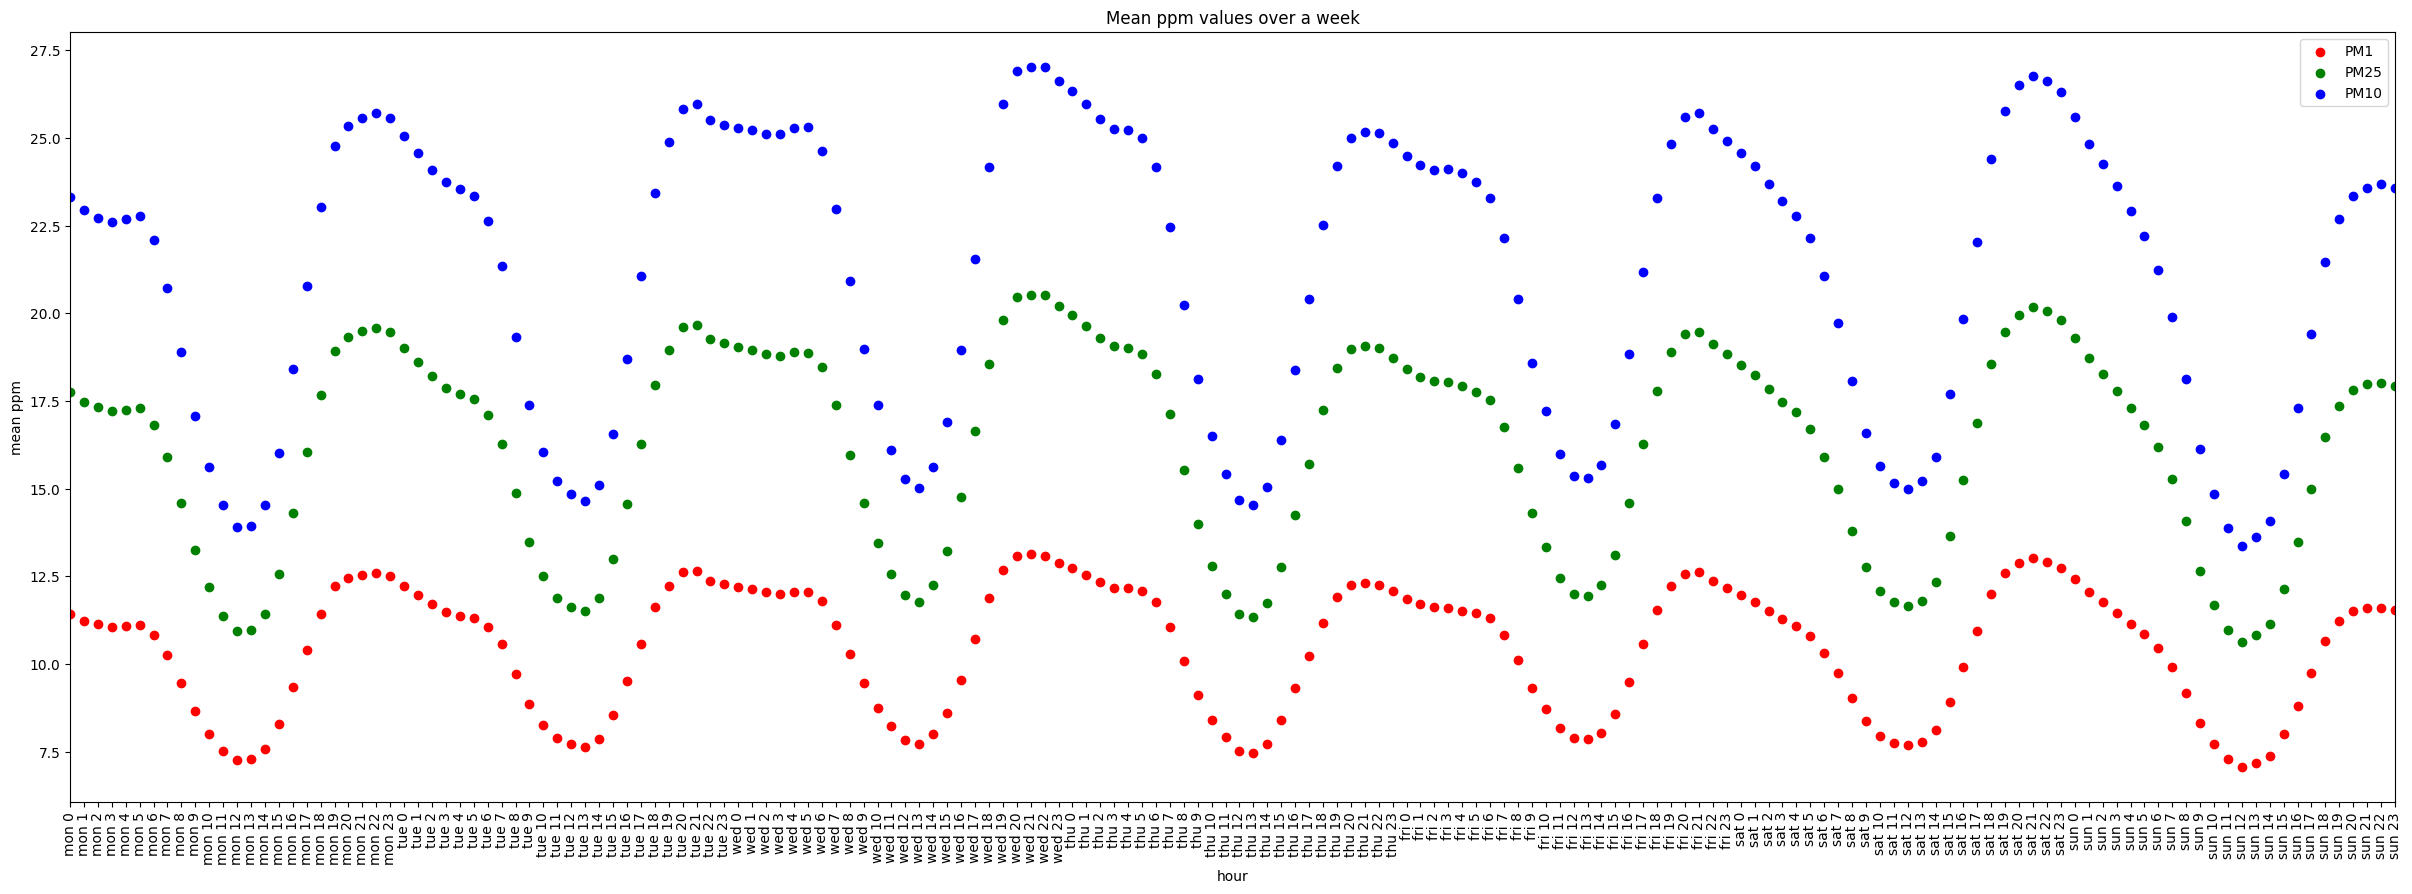 Mean ppm values over a week
PM1
PM25
PM10
mean ppm
27.5
25.0
22.5
20.0
17.5
15.0
12.5
10.0
7.5
mon 0
mon 1
mon 2
mon 3
mon 4
mon 5
mon 6
mon 7
mon 8
mon 9
mon 10
mon 11
mon 12
mon 13
mon 14
mon 15
mon 16
mon 17
mon 18
mon 19
mon 20
mon 21
mon 22
mon 23
tue 0
tue 1
tue 2
tue 3
tue 4
tue 5
tue 6
tue 7
tue 8
tue 9
tue 10
tue 11
tue 12
tue 13
tue 14
tue 15
tue 16
tue 17
tue 18
tue 19
tue 20
tue 21
tue 22
tue 23
wed 0
wed 1
wed 2
wed 3
wed 4
wed 5
wed 6
wed 7
wed 8
wed 9
wed 10
wed 11
wed 12
wed 13
wed 14
wed 15
wed 16
wed 17
wed 18
wed 19
wed 20
wed 21
wed 22
wed 23
thu 0
thu 1
thu 2
thu 3
thu 4
thu 5
thu 6
thu 7
thu 8
thu 9
thu 10
thu 11
thu 12
thu 13
thu 14
thu 15
thu 16
thu 17
thu 18
thu 19
thu 20
thu 21
thu 22
thu 23
fri 0
fri 1
fri 2
fri 3
fri 4
fri 5
fri 6
fri 7
fri 8
fri 9
fri 10
fri 11
fri 12
fri 13
fri 14
fri 15
fri 16
fri 17
fri 18
fri 19
fri 20
fri 21
fri 22
fri 23
sat 0
sat 1
sat 2
sat 3
sat 4
sat 5
sat 6
sat 7
sat 8
sat 9
sat 10
sat 11
sat 12
sat 13
sat 14
sat 15
sat 16
sat 17
sat 18
sat 19
sat 20
sat 21
sat 22
sat 23
sun 0
sun 1
sun 2
sun 3
sun 4
sun 5
sun 6
sun 7
sun 8
sun 9
sun 10
sun 11
sun 12
sun 13
sun 14
sun 15
sun 16
sun 17
sun 18
sun 19
sun 20
sun 21
sun 22
sun 23
hour